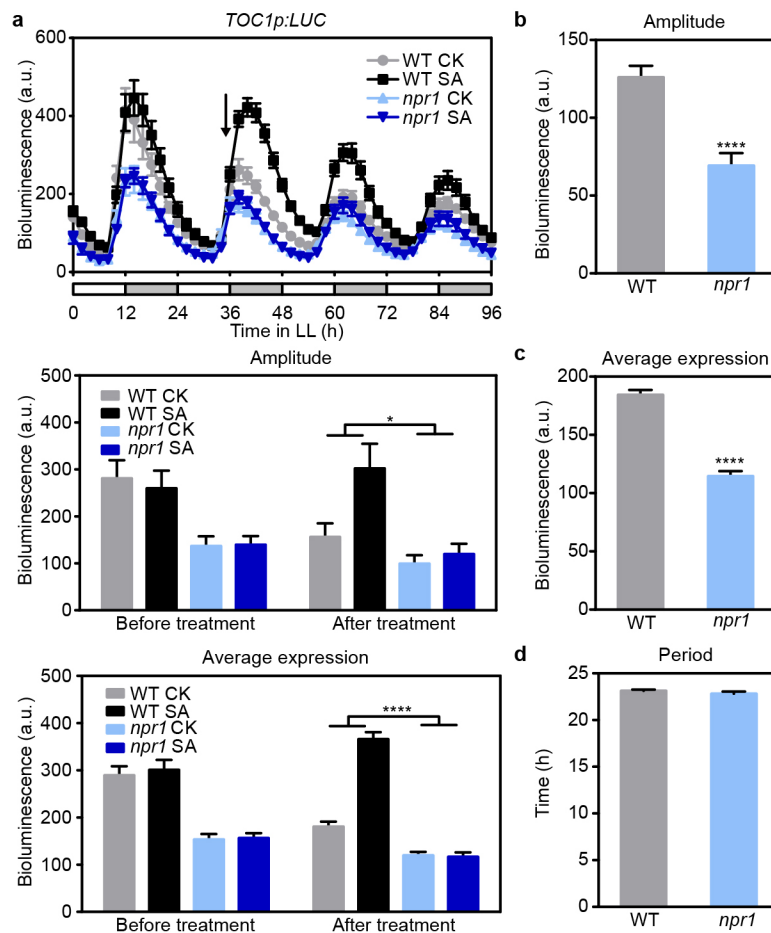 a
TOC1p:LUC
Bioluminescence (a.u.)
600
400
200
0
WT CK
WT SA
npr1 CK
npr1 SA
0 12 24 36 48 60 72 84 96
Time in LL (h)
Amplitude
Bioluminescence (a.u.)
500
400
300
200
100
0
WT CK
WT SA
npr1 CK
npr1 SA
*
Before treatment After treatment
Average expression
Bioluminescence (a.u.)
500
400
300
200
100
0
WT CK
WT SA
npr1 CK
npr1 SA
****
Before treatment After treatment
b
Amplitude
Bioluminescence (a.u.)
150
100
50
0
****
WT npr1
c
Average expression
Bioluminescence (a.u.)
200
150
100
50
0
****
WT npr1
d
Period
Time (h)
25
20
15
10
5
0
WT npr1